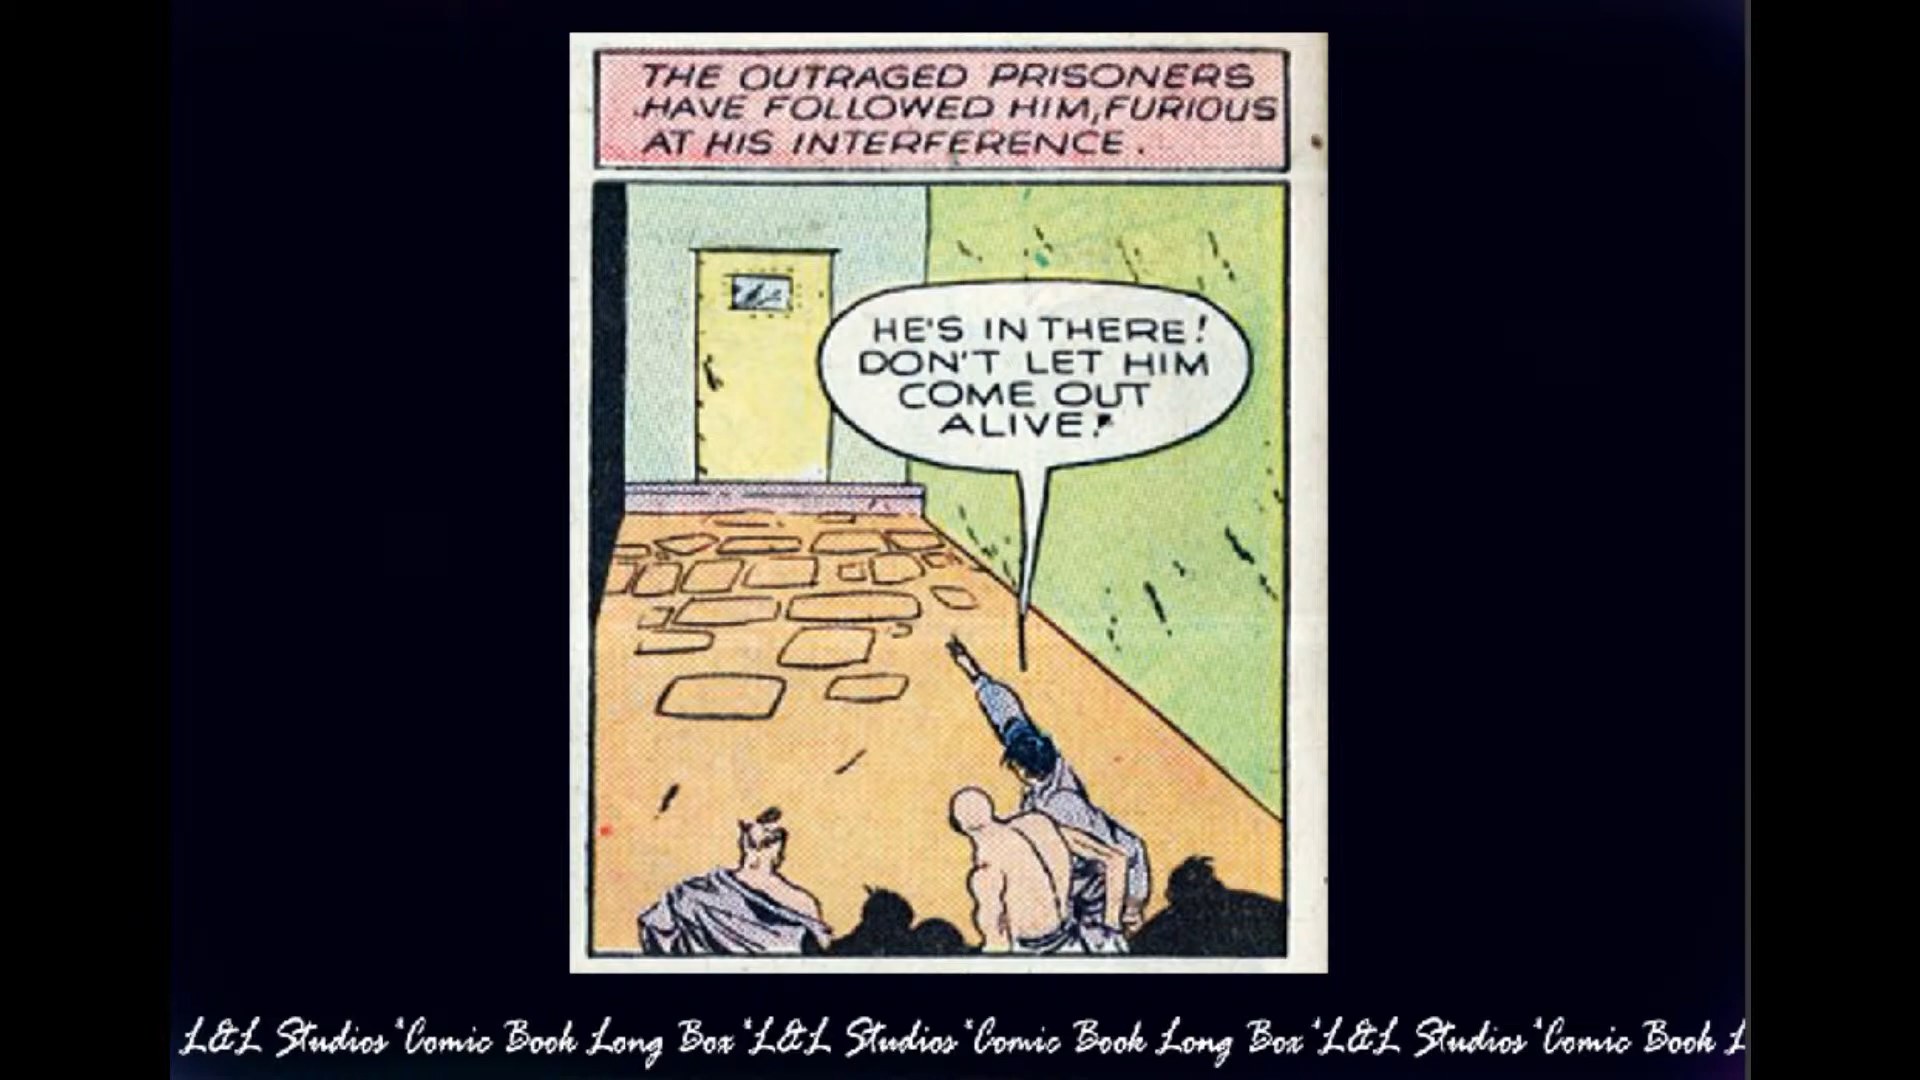 THE OUTRAGED PRISONERS
HAVE FOLLOWED HIM, FURIOUS
AT HIS INTERFERENCE.
HE'S IN THERE!
DON'T LET HIM
COME OUT
ALIVE!
L&L Studios*Comic Book Long Box*L&L Studios*Comic Book Long Box*L&L Studios*Comic Book L